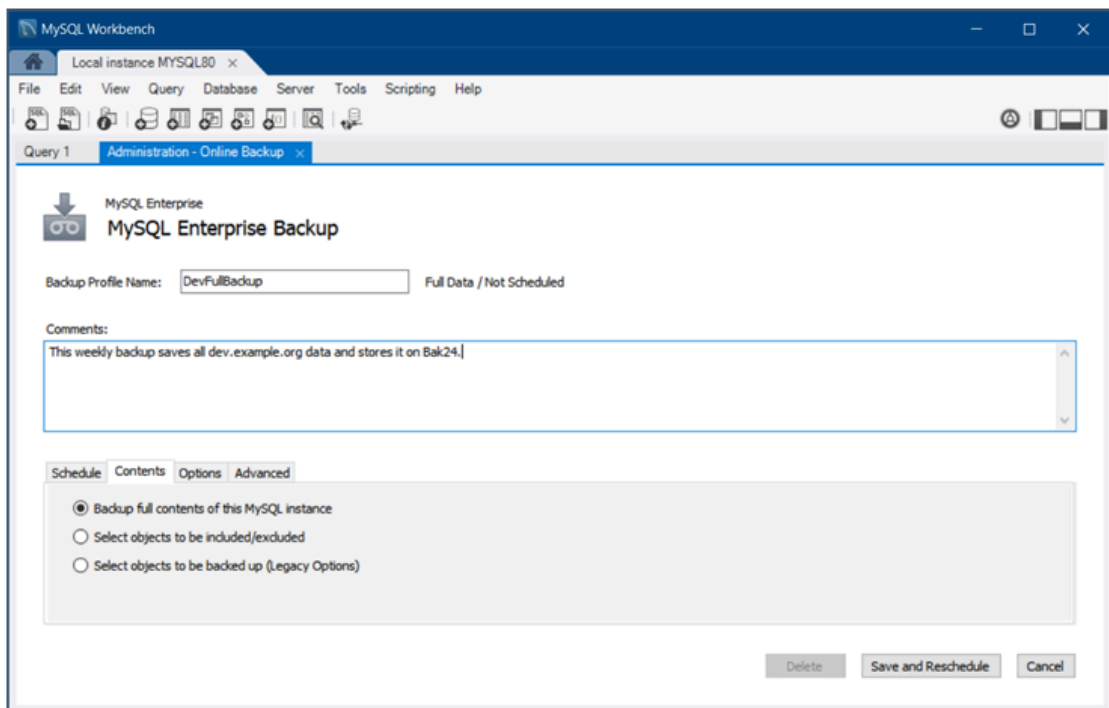 MySQL Workbench
Local instance MYSQL80
File Edit View Query Database Server Tools Scripting Help
Query 1 Administration - Online Backup
MySQL Enterprise
MySQL Enterprise Backup
Backup Profile Name: DevFullBackup Full Data / Not Scheduled
Comments:
This weekly backup saves all dev.example.org data and stores it on Bak24.
Schedule Contents Options Advanced
Backup full contents of this MySQL instance
Select objects to be included/excluded
Select objects to be backed up (Legacy Options)
Delete Save and Reschedule Cancel